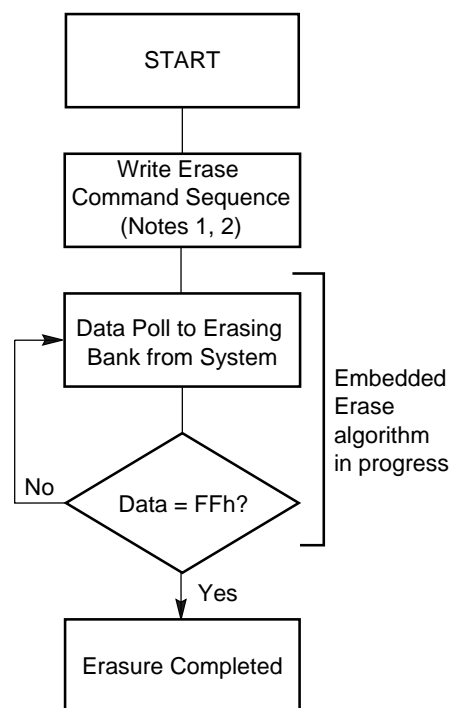 START
Write Erase
Command Sequence
(Notes 1, 2)
Data Poll to Erasing
Bank from System
Embedded
Erase
algorithm
in progress
No
Data = FFh?
Yes
Erasure Completed